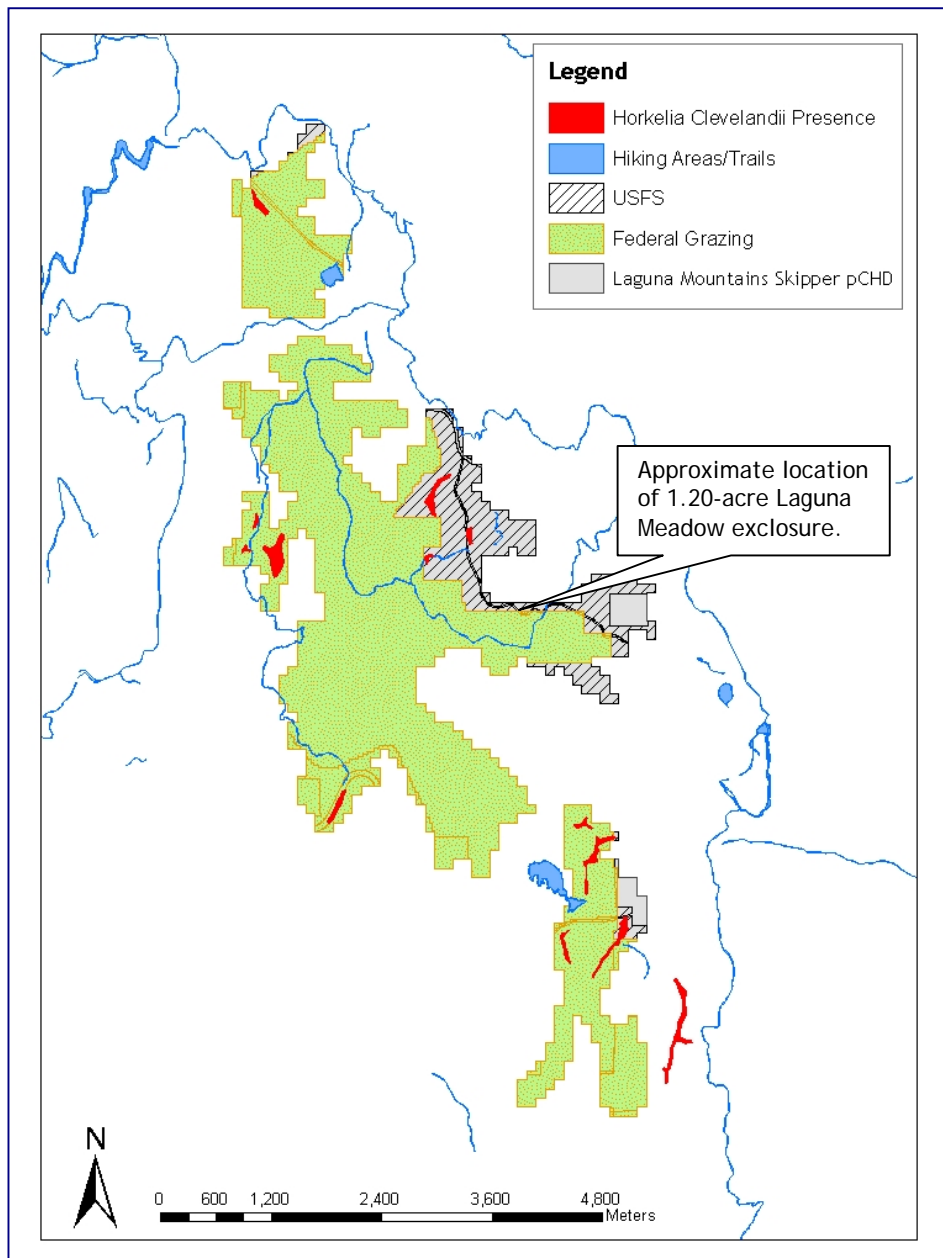 Legend
Horkelia Clevelandii Presence
Hiking Areas/Trails
USFS
Federal Grazing
Laguna Mountains Skipper pCHD
Approximate location
of 1.20-acre Laguna
Meadow exclosure.
N
0 600 1,200 2,400 3,600 4,800
Meters